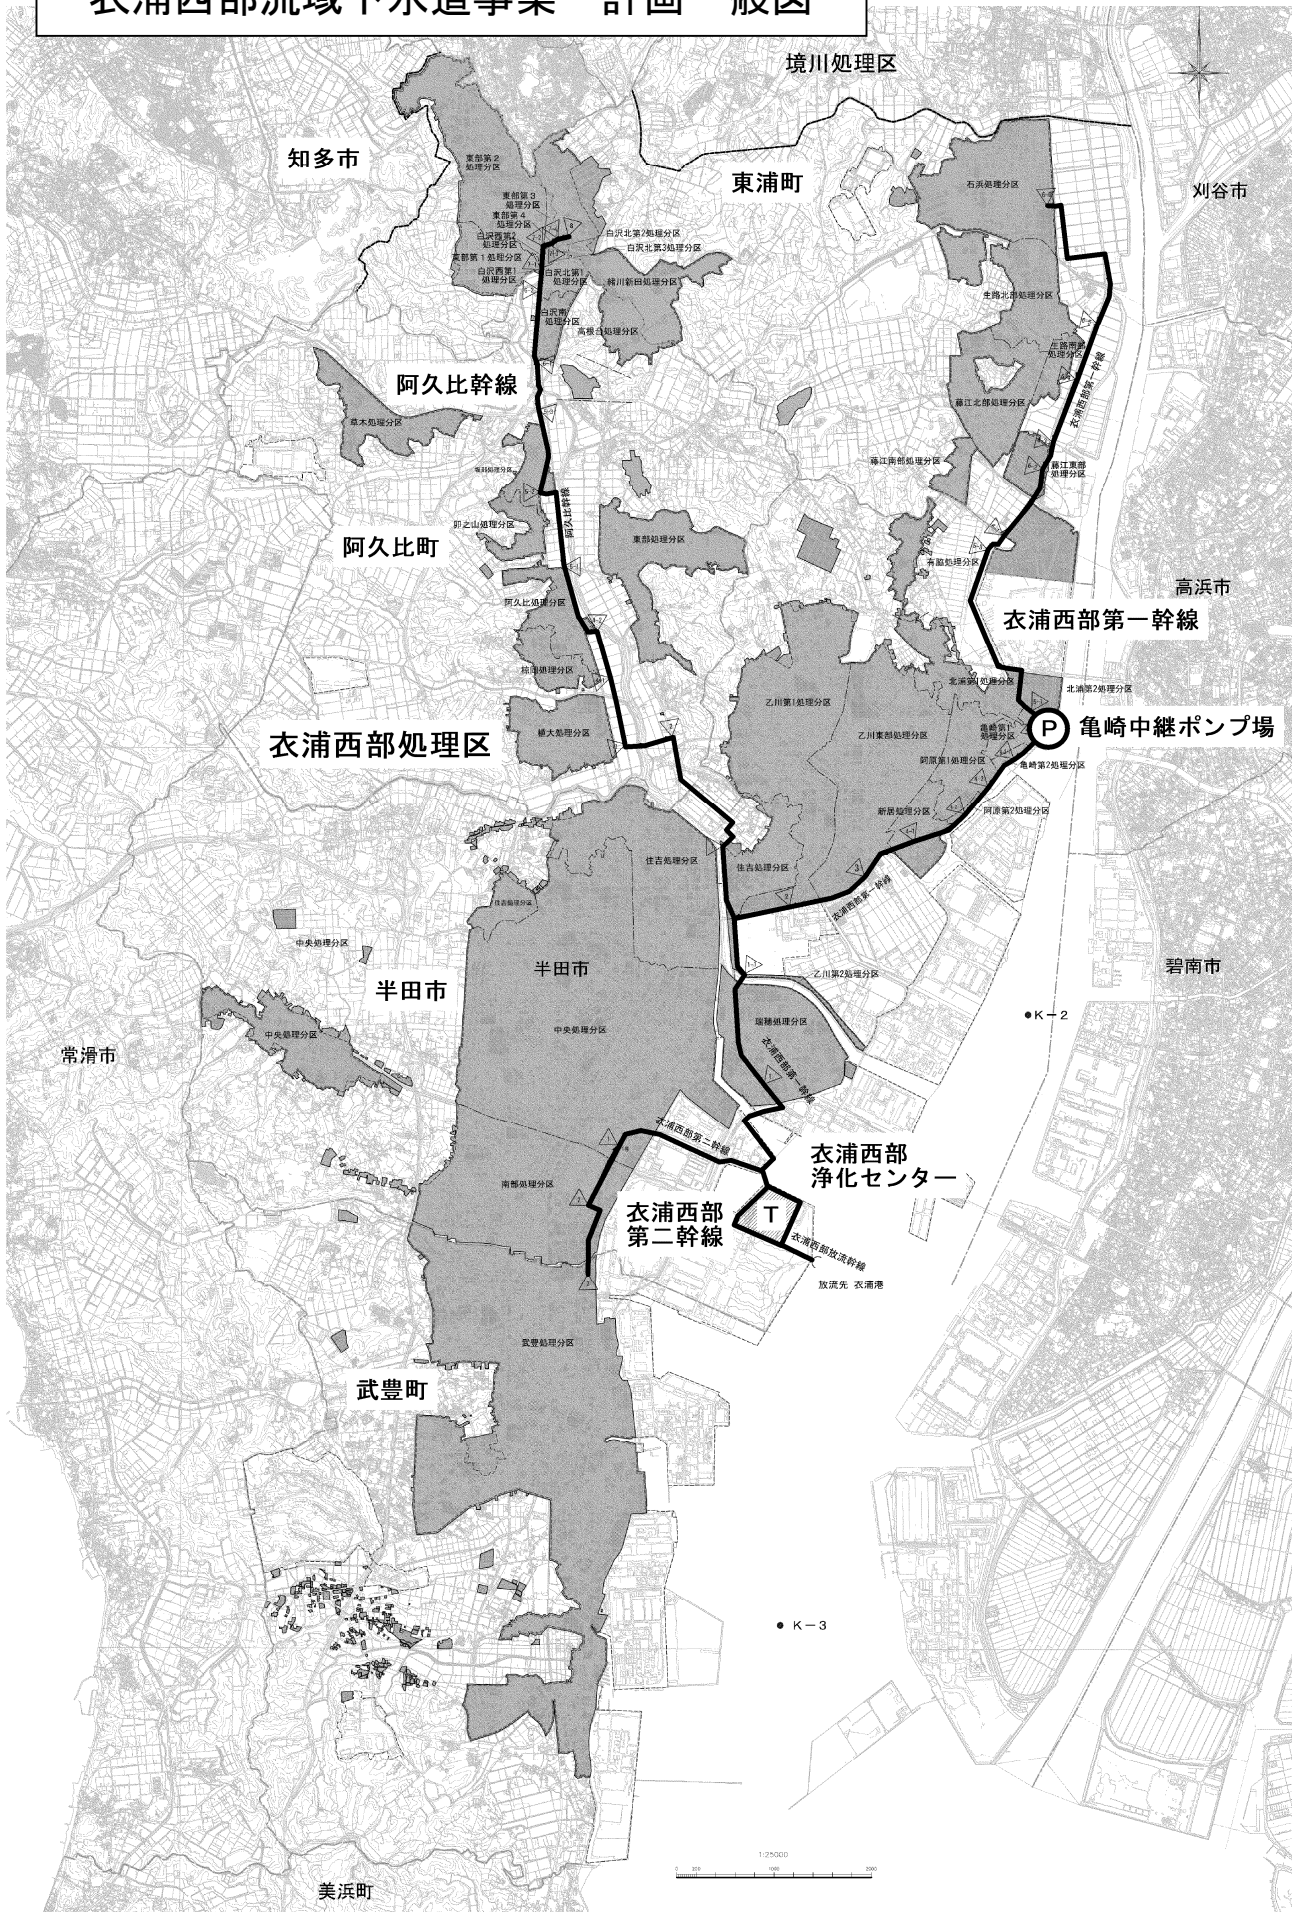 衣浦西部流域下水道事業 計画一般図
境川処理区
知多市
東浦町
刈谷市
東部第2
処理分区
石浜処理分区
東部第3
処理分区
東部第4
処理分区
白沢西第2
処理分区
白沢北第2処理分区
白沢北第3処理分区
東部第1処理分区
白沢西第1
処理分区
白沢北第1
処理分区
緒川新田処理分区
生路北部処理分区
白沢南
処理分区
高根台処理分区
生路南部
処理分区
衣浦西部第一幹線
阿久比幹線
藤江北部処理分区
草木処理分区
藤江南部処理分区
藤江東部
処理分区
坂部処理分区
阿久比幹線
卯之山処理分区
阿久比町
東部処理分区
有脇処理分区
高浜市
阿久比処理分区
衣浦西部第一幹線
椋岡処理分区
北浦第1処理分区
北浦第2処理分区
乙川第1処理分区
衣浦西部処理区
植大処理分区
乙川東部処理分区
亀崎第1
処理分区
P
亀崎中継ポンプ場
阿原第1処理分区
亀崎第2処理分区
新居処理分区
阿原第2処理分区
住吉処理分区
住吉処理分区
住吉処理分区
衣浦西部第一幹線
中央処理分区
半田市
半田市
乙川第2処理分区
碧南市
K-2
中央処理分区
中央処理分区
瑞穂処理分区
常滑市
衣浦西部第一幹線
衣浦西部第二幹線
衣浦西部
浄化センター
南部処理分区
衣浦西部
第二幹線
T
衣浦西部放流幹線
放流先 衣浦港
武豊処理分区
武豊町
K-3
1:25000
0
1000
2000
美浜町